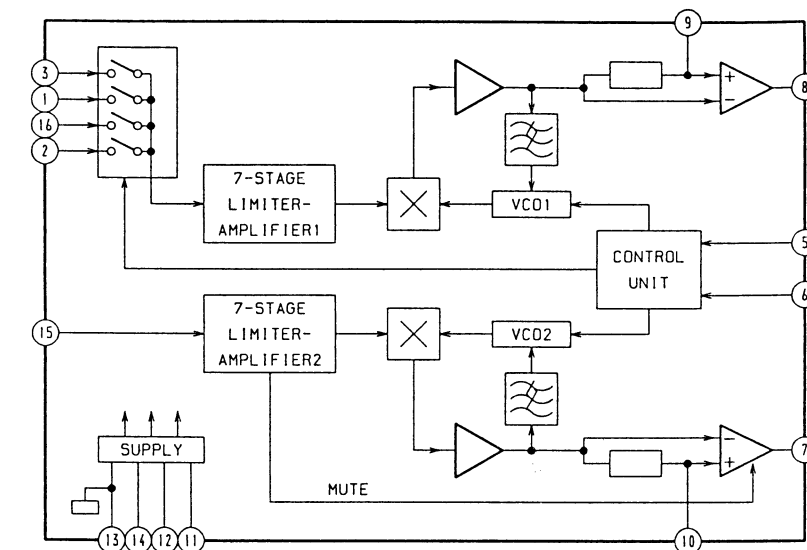 9
3
+
8
1
−
16
2
7-STAGE
LIMITER-
AMPLIFIER1
VCO1
5
CONTROL
UNIT
6
7-STAGE
LIMITER-
AMPLIFIER2
15
VCO2
SUPPLY
−
+
7
MUTE
13
14
12
11
10